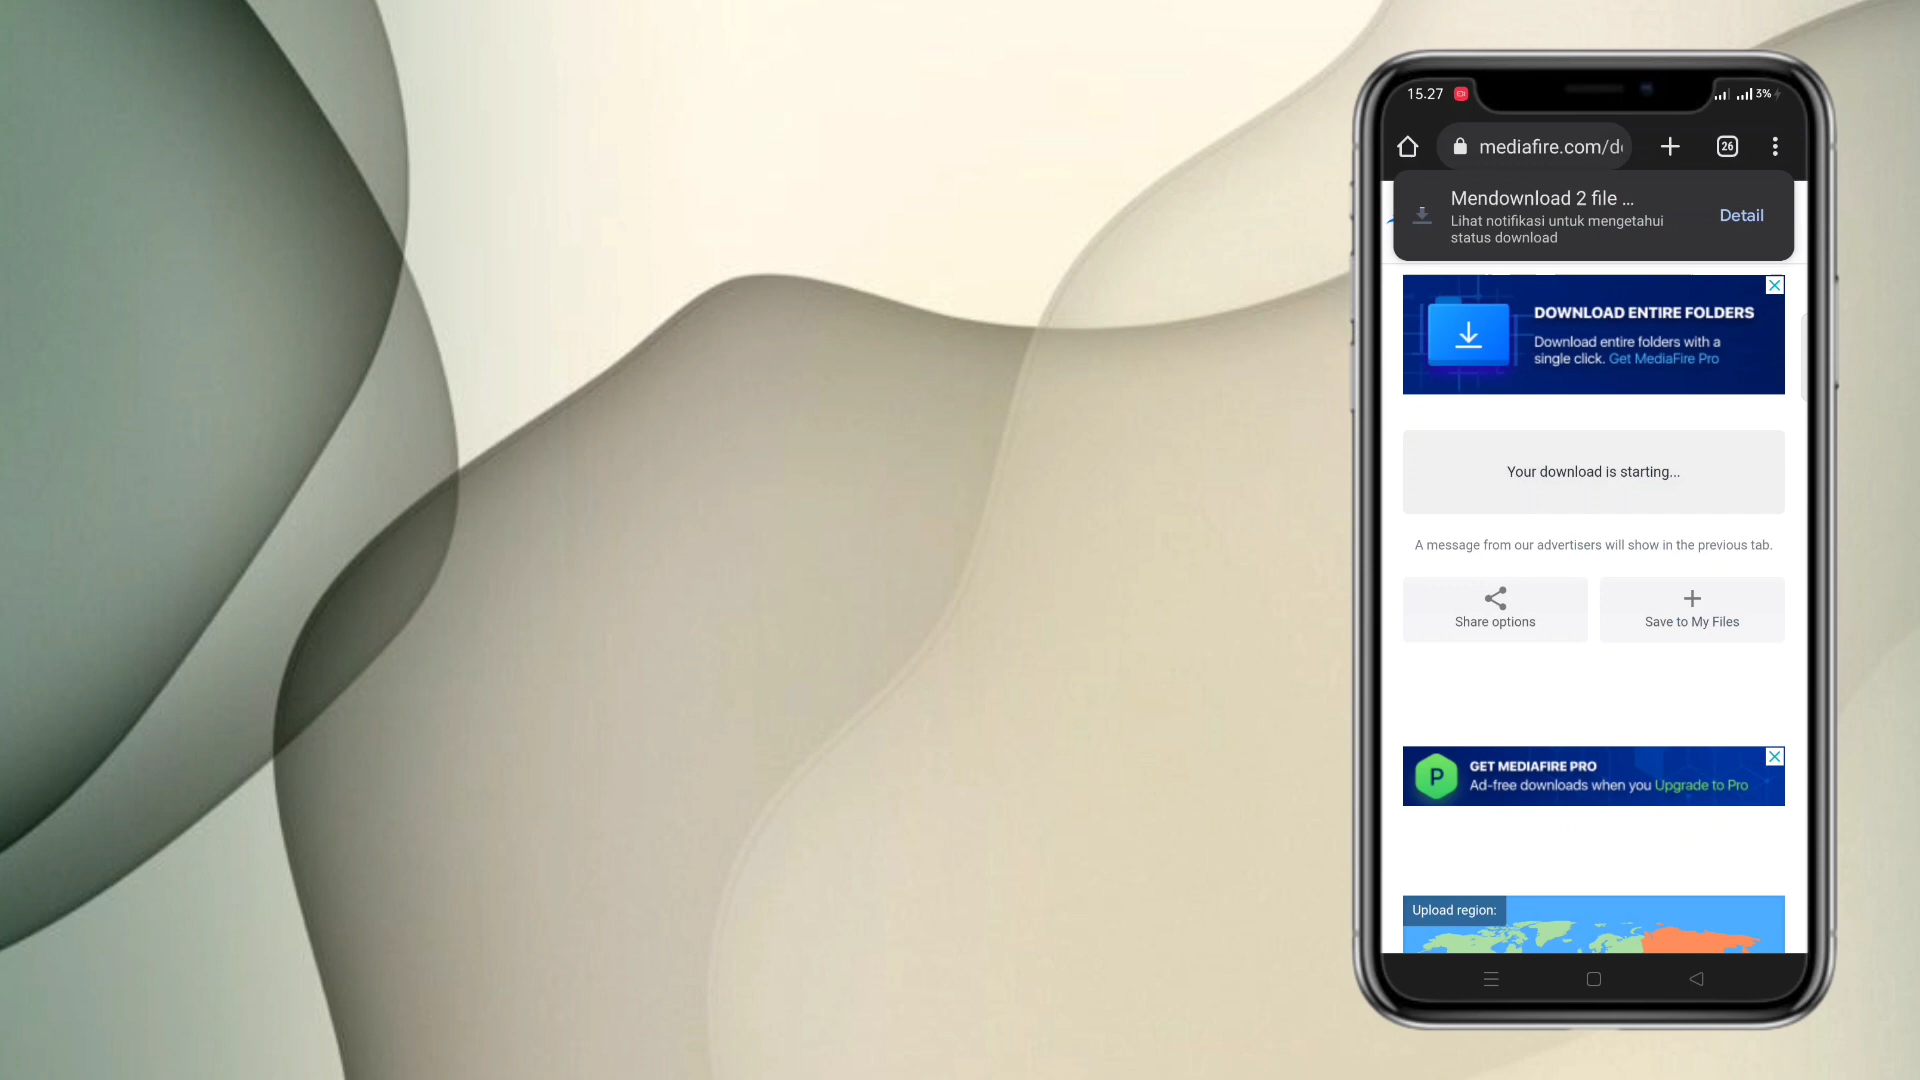 15.27
3%
mediafire.com/d
26
Mendownload 2 file ...
Lihat notifikasi untuk mengetahui
status download
Detail
DOWNLOAD ENTIRE FOLDERS
Download entire folders with a
single click. Get MediaFire Pro
Your download is starting...
A message from our advertisers will show in the previous tab.
Share options
Save to My Files
P
GET MEDIAFIRE PRO
Ad-free downloads when you Upgrade to Pro
Upload region: